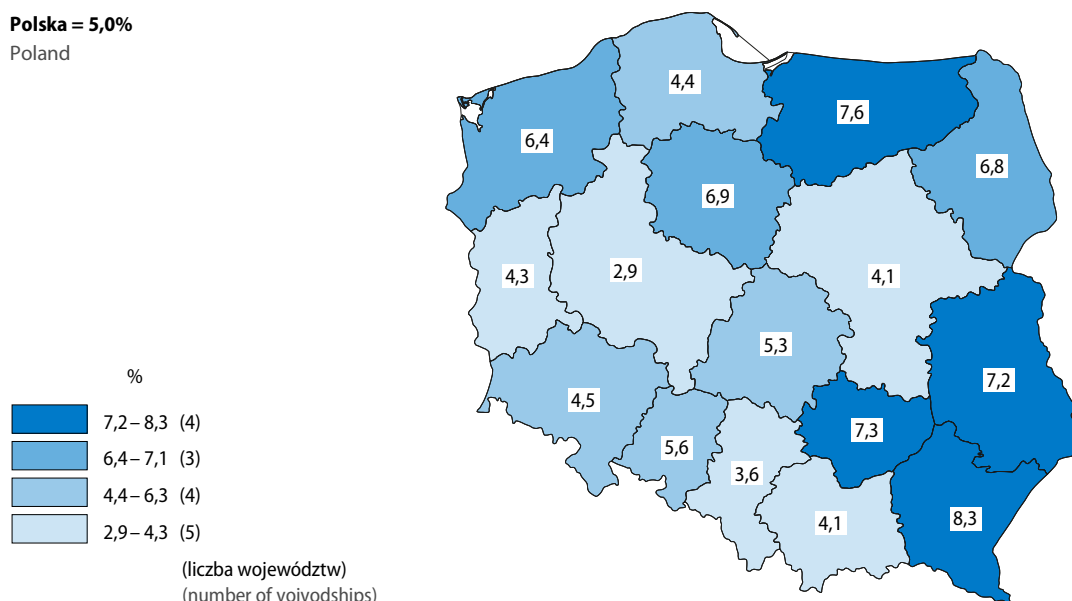 Polska = 5,0%
Poland
4,4
7,6
6,4
6,8
6,9
4,3
2,9
4,1
5,3
7,2
4,5
7,3
5,6
3,6
4,1
8,3
%
7,2 – 8,3 (4)
6,4 – 7,1 (3)
4,4 – 6,3 (4)
2,9 – 4,3 (5)
(liczba województw)
(number of voivodships)